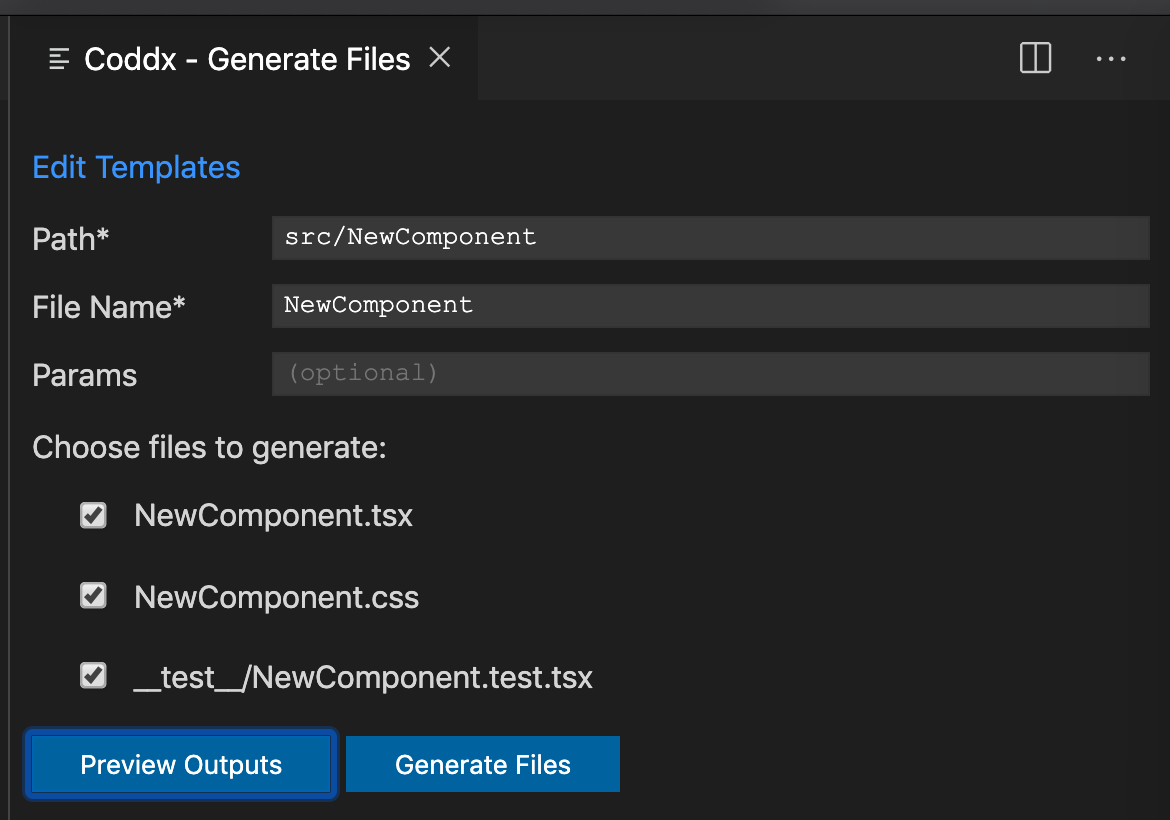 Coddx - Generate Files
Edit Templates
Path* src/NewComponent
File Name* NewComponent
Params (optional)
Choose files to generate:
NewComponent.tsx
NewComponent.css
__test__/NewComponent.test.tsx
Preview Outputs Generate Files